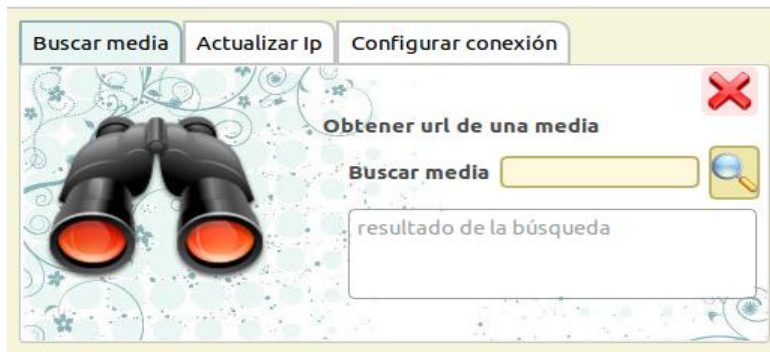 Buscar media Actualizar Ip Configurar conexión
Obtener url de una media
Buscar media
resultado de la búsqueda